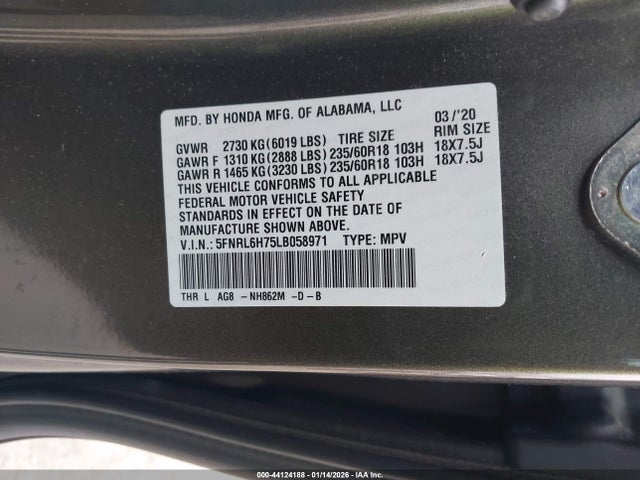 MFD. BY HONDA MFG. OF ALABAMA, LLC
03 /'20
GVWR 2730 KG (6019 LBS) TIRE SIZE RIM SIZE
GAWR F 1310 KG (2888 LBS) 235/60R18 103H 18X7.5J
GAWR R 1465 KG (3230 LBS) 235/60R18 103H 18X7.5J
THIS VEHICLE CONFORMS TO ALL APPLICABLE
FEDERAL MOTOR VEHICLE SAFETY
STANDARDS IN EFFECT ON THE DATE OF
MANUFACTURE SHOWN ABOVE.
V.I.N.: 5FNRL6H75LB058971 TYPE: MPV
THR L AG8 - NH862M - D - B
000-44124188 - 01/14/2026 - IAA Inc.